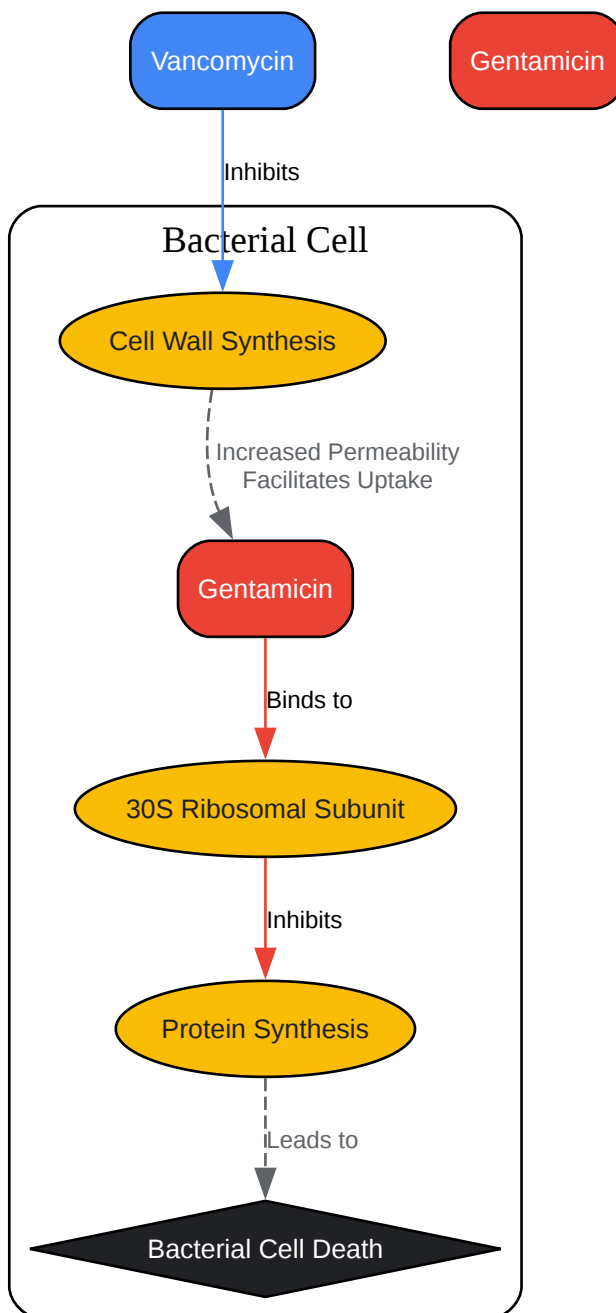 Vancomycin
Gentamicin
Inhibits
Bacterial Cell
Cell Wall Synthesis
Increased Permeability
Facilitates Uptake
Gentamicin
Binds to
30S Ribosomal Subunit
Inhibits
Protein Synthesis
Leads to
Bacterial Cell Death